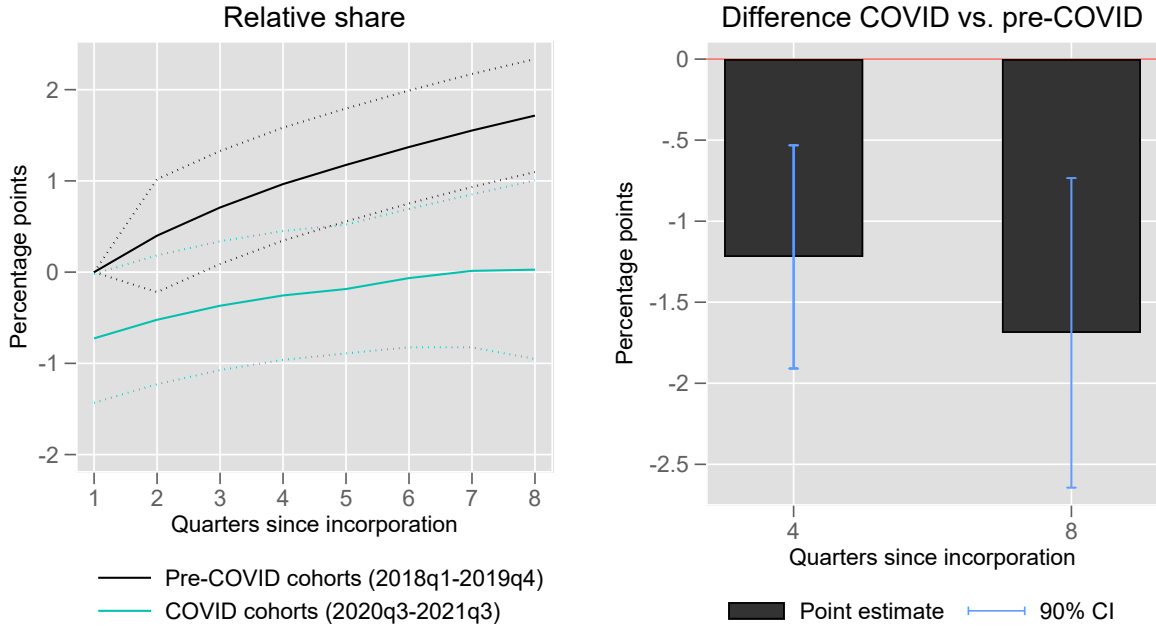 Relative share
Percentage points
2
1
0
-1
-2
1 2 3 4 5 6 7 8
Quarters since incorporation
Pre-COVID cohorts (2018q1-2019q4)
COVID cohorts (2020q3-2021q3)
Difference COVID vs. pre-COVID
Percentage points
0
-.5
-1
-1.5
-2
-2.5
4 8
Quarters since incorporation
Point estimate 90% CI